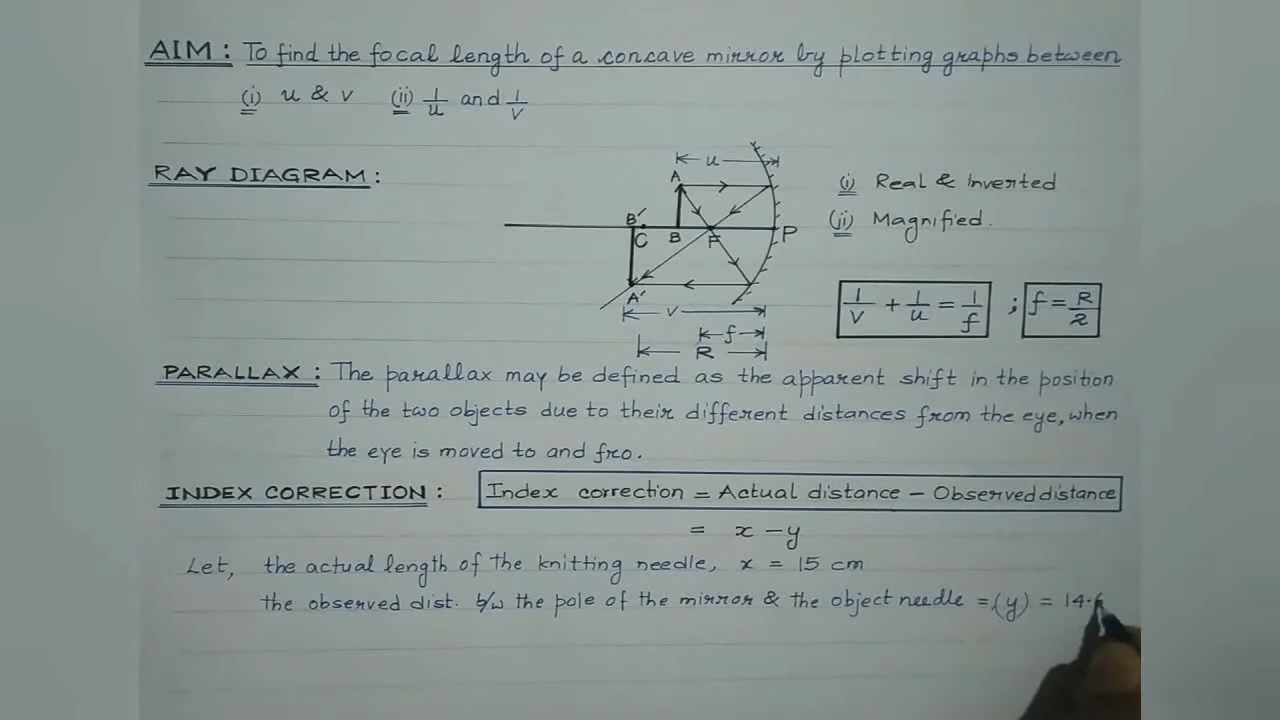 AIM: To find the focal length of a concave mirror by plotting graphs between
(i) u & v (ii) 1/u and 1/v
RAY DIAGRAM:
u
A
B'
C
B
F
P
A'
v
f
R
(i) Real & Inverted
(ii) Magnified.
1/v + 1/u = 1/f ; f = R/2
PARALLAX: The parallax may be defined as the apparent shift in the position
of the two objects due to their different distances from the eye, when
the eye is moved to and fro.
INDEX CORRECTION: Index correction = Actual distance - Observed distance
= x - y
Let, the actual length of the knitting needle, x = 15 cm
the observed dist. b/w the pole of the mirror & the object needle = (y) = 14.